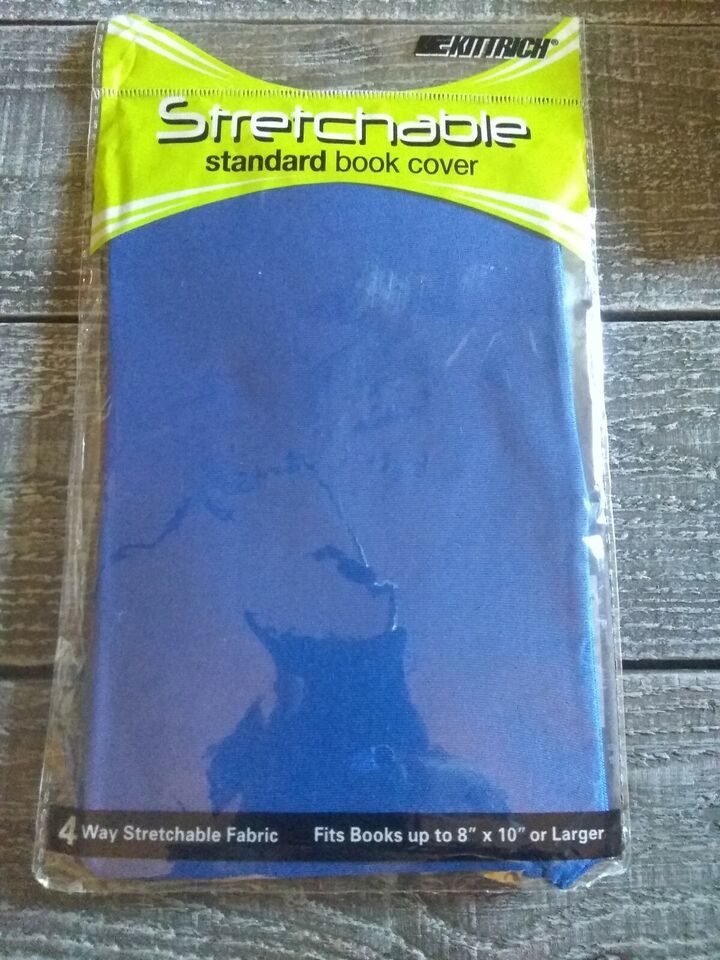 KITTRICH®
Stretchable
standard book cover
4 Way Stretchable Fabric Fits Books up to 8" x 10" or Larger